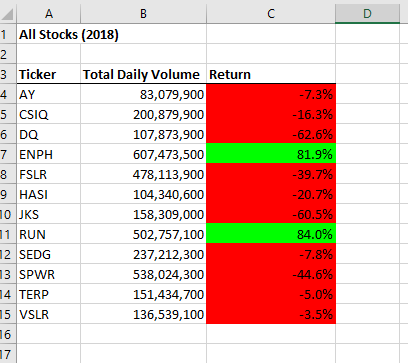 A B C D
1 All Stocks (2018)
2
3 Ticker Total Daily Volume Return
4 AY 83,079,900 -7.3%
5 CSIQ 200,879,900 -16.3%
6 DQ 107,873,900 -62.6%
7 ENPH 607,473,500 81.9%
8 FSLR 478,113,900 -39.7%
9 HASI 104,340,600 -20.7%
10 JKS 158,309,000 -60.5%
11 RUN 502,757,100 84.0%
12 SEDG 237,212,300 -7.8%
13 SPWR 538,024,300 -44.6%
14 TERP 151,434,700 -5.0%
15 VSLR 136,539,100 -3.5%
16
17